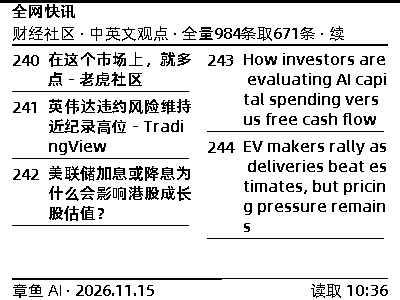 全网快讯
财经社区 · 中英文观点 · 全量984条取671条 · 续
240 在这个市场上，就多
点 - 老虎社区
241 英伟达违约风险维持
近纪录高位 - Tradi
ngView
242 美联储加息或降息为
什么会影响港股成长
股估值？
243 How investors are
evaluating AI capi
tal spending vers
us free cash flow
244 EV makers rally as
deliveries beat es
timates, but pricin
g pressure remain
s
章鱼 AI · 2026.11.15
读取 10:36